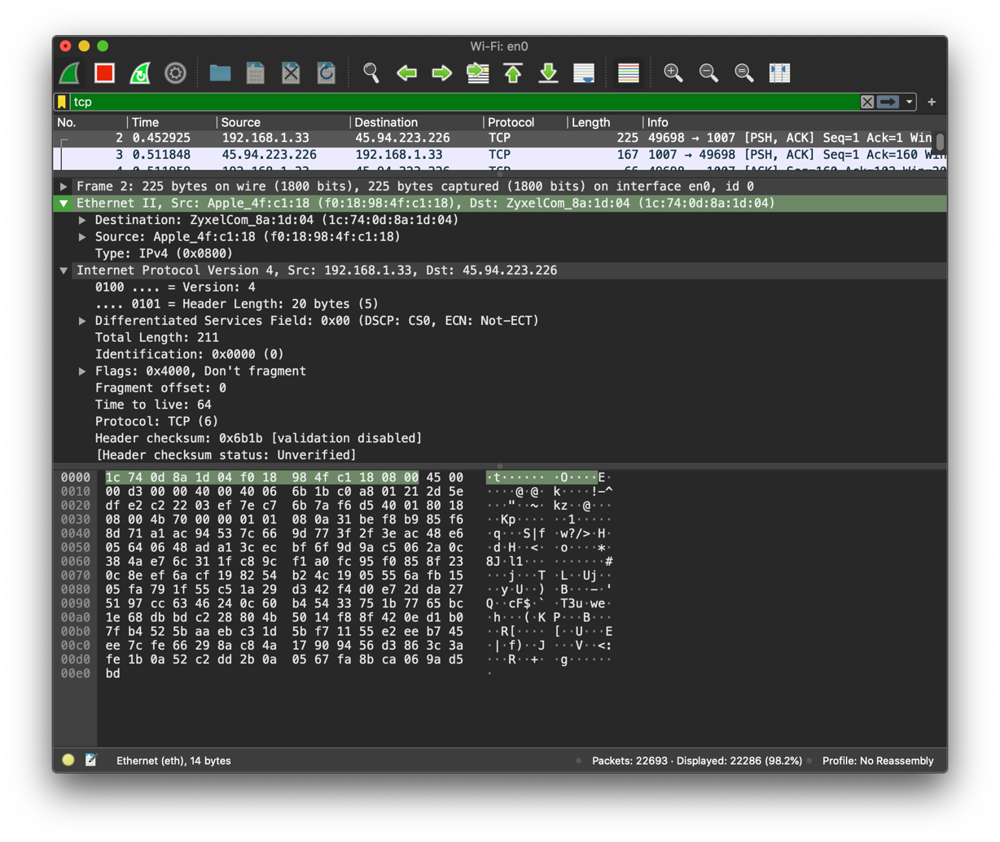 Wi-Fi: en0
tcp
No. Time Source Destination Protocol Length Info
2 0.452925 192.168.1.33 45.94.223.226 TCP 225 49698 → 1007 [PSH, ACK] Seq=1 Ack=1 Win
3 0.511848 45.94.223.226 192.168.1.33 TCP 167 1007 → 49698 [PSH, ACK] Seq=1 Ack=160 Win
4 0.511958 192.168.1.33 45.94.223.226 TCP 66 49698 → 1007 [ACK] Seq=160 Ack=102 Win=20
Frame 2: 225 bytes on wire (1800 bits), 225 bytes captured (1800 bits) on interface en0, id 0
Ethernet II, Src: Apple_4f:c1:18 (f0:18:98:4f:c1:18), Dst: ZyxelCom_8a:1d:04 (1c:74:0d:8a:1d:04)
Destination: ZyxelCom_8a:1d:04 (1c:74:0d:8a:1d:04)
Source: Apple_4f:c1:18 (f0:18:98:4f:c1:18)
Type: IPv4 (0x0800)
Internet Protocol Version 4, Src: 192.168.1.33, Dst: 45.94.223.226
0100 .... = Version: 4
.... 0101 = Header Length: 20 bytes (5)
Differentiated Services Field: 0x00 (DSCP: CS0, ECN: Not-ECT)
Total Length: 211
Identification: 0x0000 (0)
Flags: 0x4000, Don't fragment
Fragment offset: 0
Time to live: 64
Protocol: TCP (6)
Header checksum: 0x6b1b [validation disabled]
[Header checksum status: Unverified]
0000 1c 74 0d 8a 1d 04 f0 18 98 4f c1 18 08 00 45 00 ·t······ ·O····E·
0010 00 d3 00 00 40 00 40 06 6b 1b c0 a8 01 21 2d 5e ····@·@· k····!-^
0020 df e2 c2 22 03 ef 7e c7 6b 7a f6 d5 40 01 80 18 ···"··~· kz··@···
0030 08 00 4b 70 00 00 01 01 08 0a 31 be f8 b9 85 f6 ··Kp···· ··1·····
0040 8d 71 a1 ac 94 53 7c 66 9d 77 3f 2f 3e ac 48 e6 ·q···S|f ·w?/>·H·
0050 05 64 06 48 ad a1 3c ec bf 6f 9d 9a c5 06 2a 0c ·d·H··<· ·o····*·
0060 38 4a e7 6c 31 1f c8 9c f1 a0 fc 95 f0 85 8f 23 8J·l1··· ·······#
0070 0c 8e ef 6a cf 19 82 54 b2 4c 19 05 55 6a fb 15 ···j···T ·L··Uj··
0080 05 fa 79 1f 55 c5 1a 29 d3 42 f4 d0 e7 2d da 27 ··y·U··) ·B···-·'
0090 51 97 cc 63 46 24 0c 60 b4 54 33 75 1b 77 65 bc Q··cF$·` ·T3u·we·
00a0 1e 68 db bd c2 28 80 4b 50 14 f8 8f 42 0e d1 b0 ·h···(·K P···B···
00b0 7f b4 52 5b aa eb c3 1d 5b f7 11 55 e2 ee b7 45 ··R[···· [··U···E
00c0 ee 7c fe 66 29 8a c8 4a 17 90 94 56 d3 86 3c 3a ·|·f)··J ···V··<:
00d0 fe 1b 0a 52 c2 dd 2b 0a 05 67 fa 8b ca 06 9a d5 ···R··+· ·g······
00e0 bd ·
Ethernet (eth), 14 bytes Packets: 22693 · Displayed: 22286 (98.2%) Profile: No Reassembly